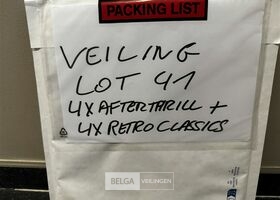 PACKING LIST
VEILING
LOT 41
4X AFTERTHRILL +
4X RETRO CLASSICS
BELGA VEILINGEN